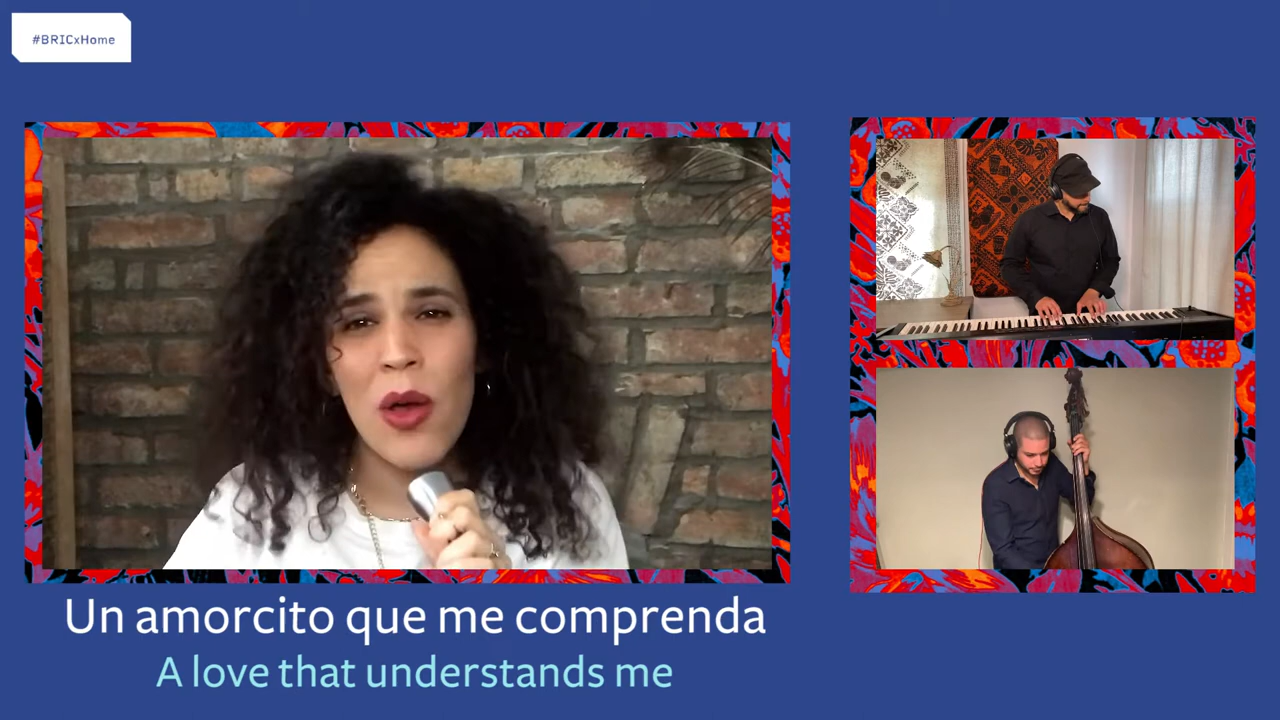 #BRICxHome
Un amorcito que me comprenda
A love that understands me